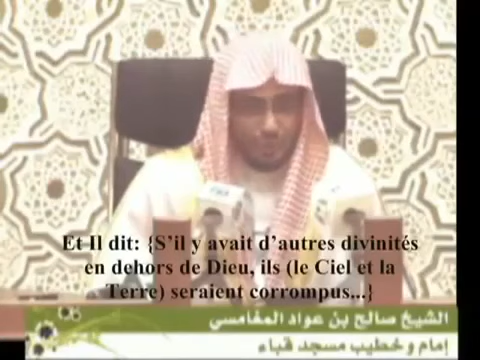 Et Il dit: {S'il y avait d'autres divinités
en dehors de Dieu, ils (le Ciel et la
Terre) seraient corrompus...}
الشيخ صالح بن عواد المغامسي
إمام وخطيب مسجد قباء